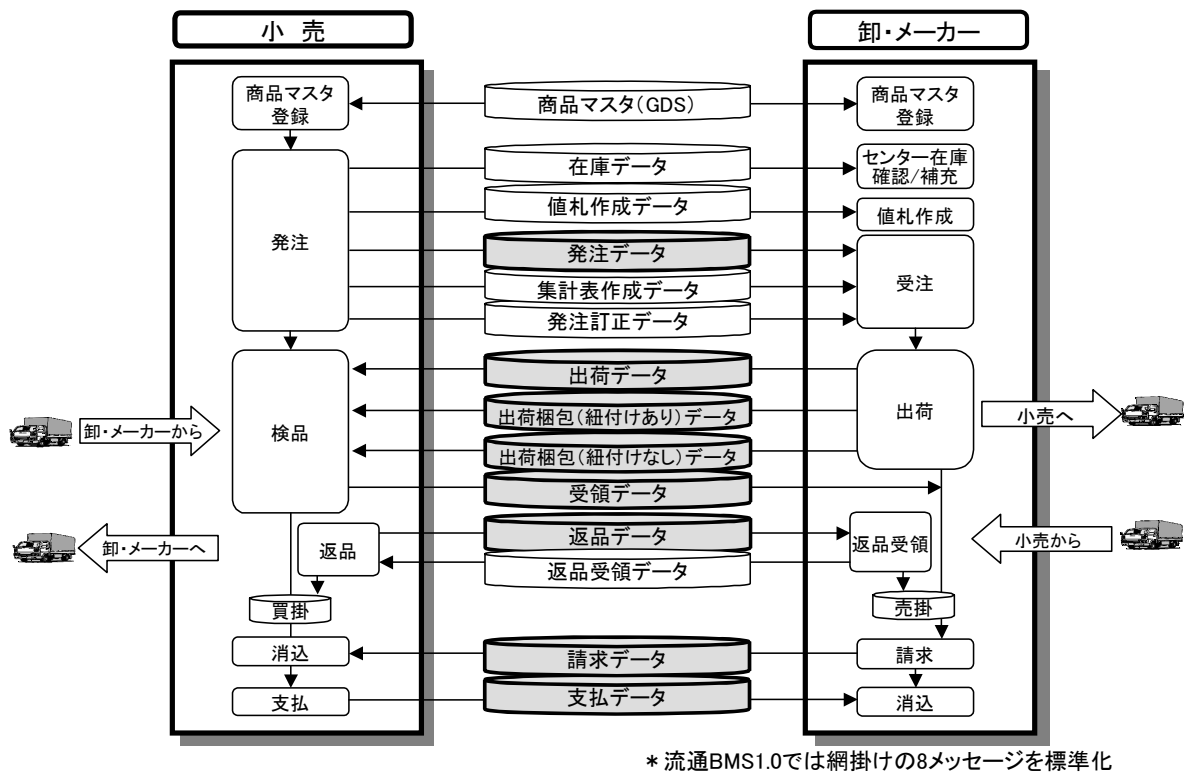 小 売
卸・メーカー
商品マスタ
登録
商品マスタ(GDS)
商品マスタ
登録
発注
在庫データ
センター在庫
確認/補充
値札作成データ
値札作成
発注データ
受注
集計表作成データ
発注訂正データ
検品
出荷データ
出荷
出荷梱包(紐付けあり)データ
卸・メーカーから
小売へ
出荷梱包(紐付けなし)データ
受領データ
卸・メーカーへ
返品
返品データ
返品受領
小売から
返品受領データ
買掛
売掛
消込
請求データ
請求
支払
支払データ
消込
*流通BMS1.0では網掛けの8メッセージを標準化